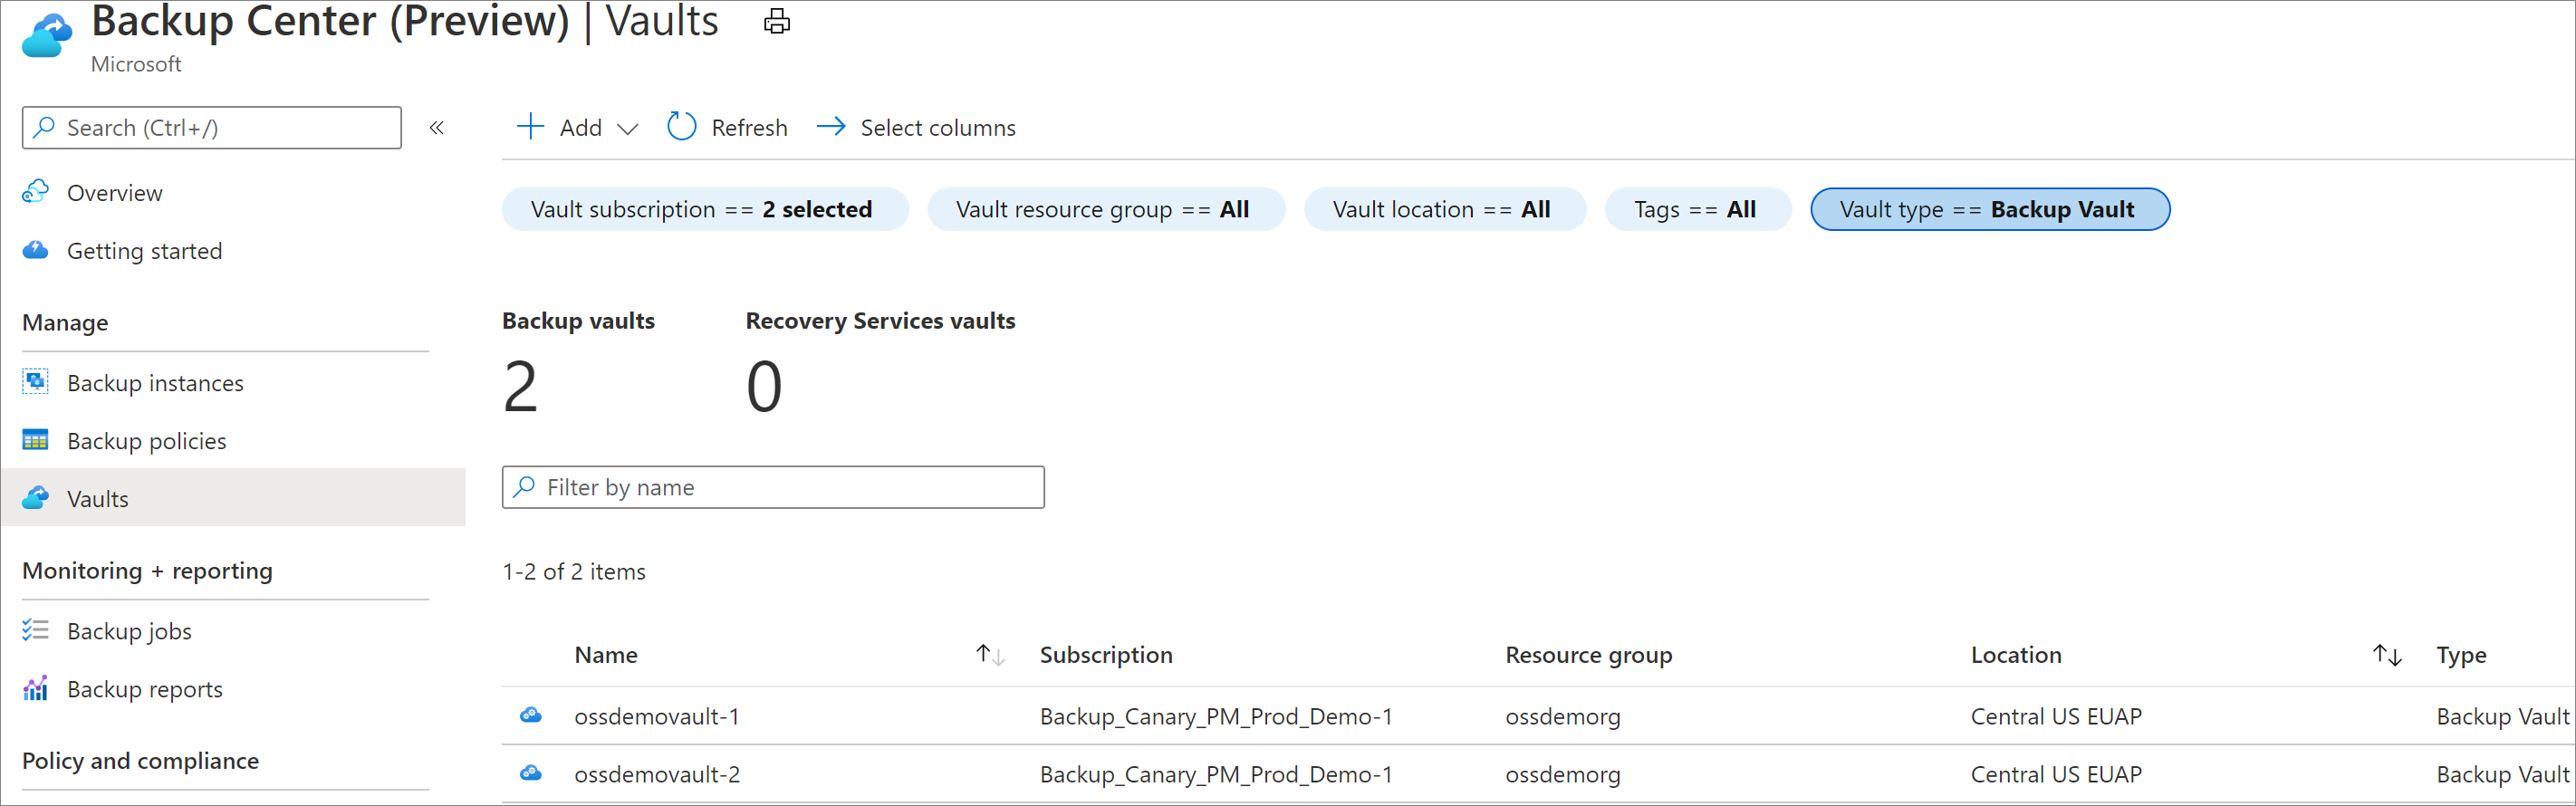 Backup Center (Preview) | Vaults
Microsoft
Search (Ctrl+/)
«
Overview
Getting started
Manage
Backup instances
Backup policies
Vaults
Monitoring + reporting
Backup jobs
Backup reports
Policy and compliance
Add
Refresh
Select columns
Vault subscription == 2 selected
Vault resource group == All
Vault location == All
Tags == All
Vault type == Backup Vault
Backup vaults
2
Recovery Services vaults
0
Filter by name
1-2 of 2 items
Name Subscription Resource group Location Type
ossdemovault-1 Backup_Canary_PM_Prod_Demo-1 ossdemorg Central US EUAP Backup Vault
ossdemovault-2 Backup_Canary_PM_Prod_Demo-1 ossdemorg Central US EUAP Backup Vault